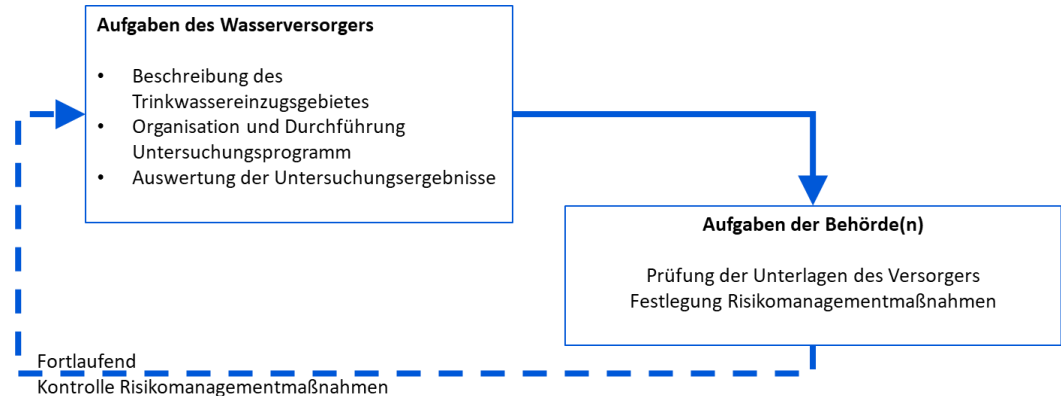 Aufgaben des Wasserversorgers
• Beschreibung des
Trinkwassereinzugsgebietes
• Organisation und Durchführung
Untersuchungsprogramm
• Auswertung der Untersuchungsergebnisse
Aufgaben der Behörde(n)
Prüfung der Unterlagen des Versorgers
Festlegung Risikomanagementmaßnahmen
Fortlaufend
Kontrolle Risikomanagementmaßnahmen